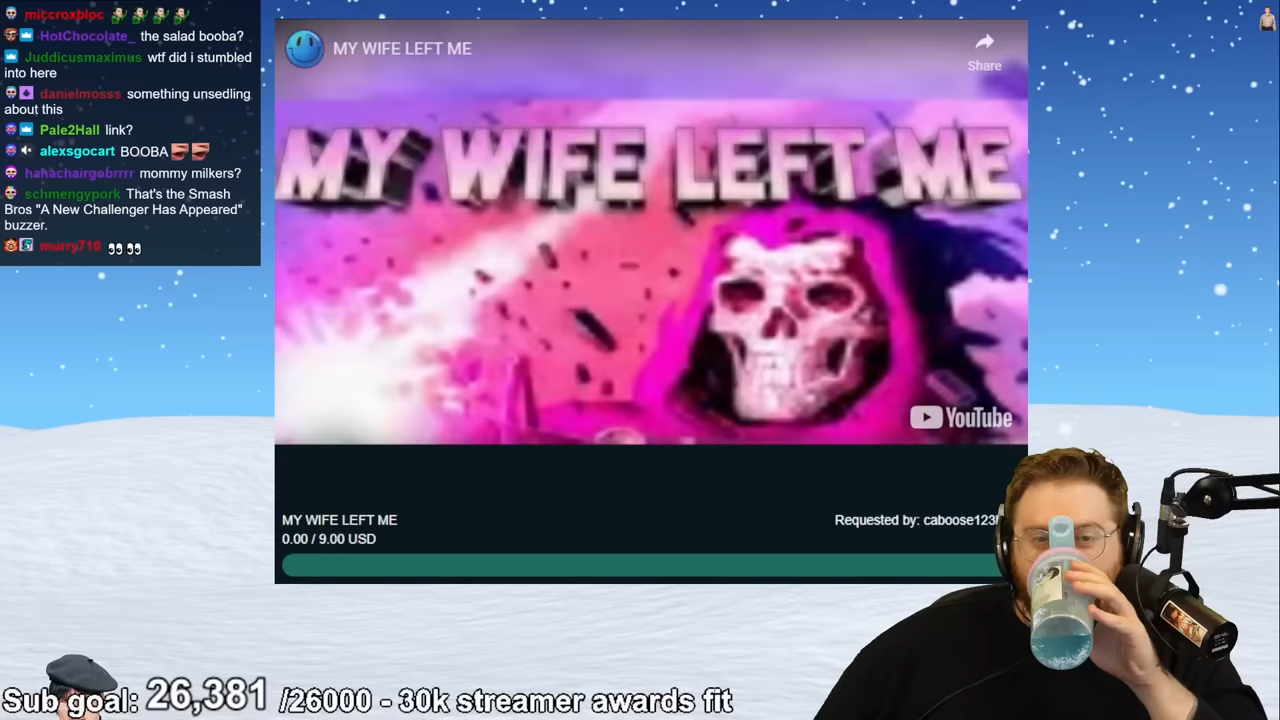 miccroxbloc
HotChocolate_ the salad booba?
Juddicusmaximus wtf did i stumbled
into here
danielmosss something unsedling
about this
Pale2Hall link?
alexsgocart BOOBA
hahachairgobrrrr mommy milkers?
schmengypork That's the Smash
Bros "A New Challenger Has Appeared"
buzzer.
murry710
MY WIFE LEFT ME
Share
MY WIFE LEFT ME
YouTube
MY WIFE LEFT ME
Requested by: caboose123
0.00 / 9.00 USD
Sub goal: 26,381 /26000 - 30k streamer awards fit